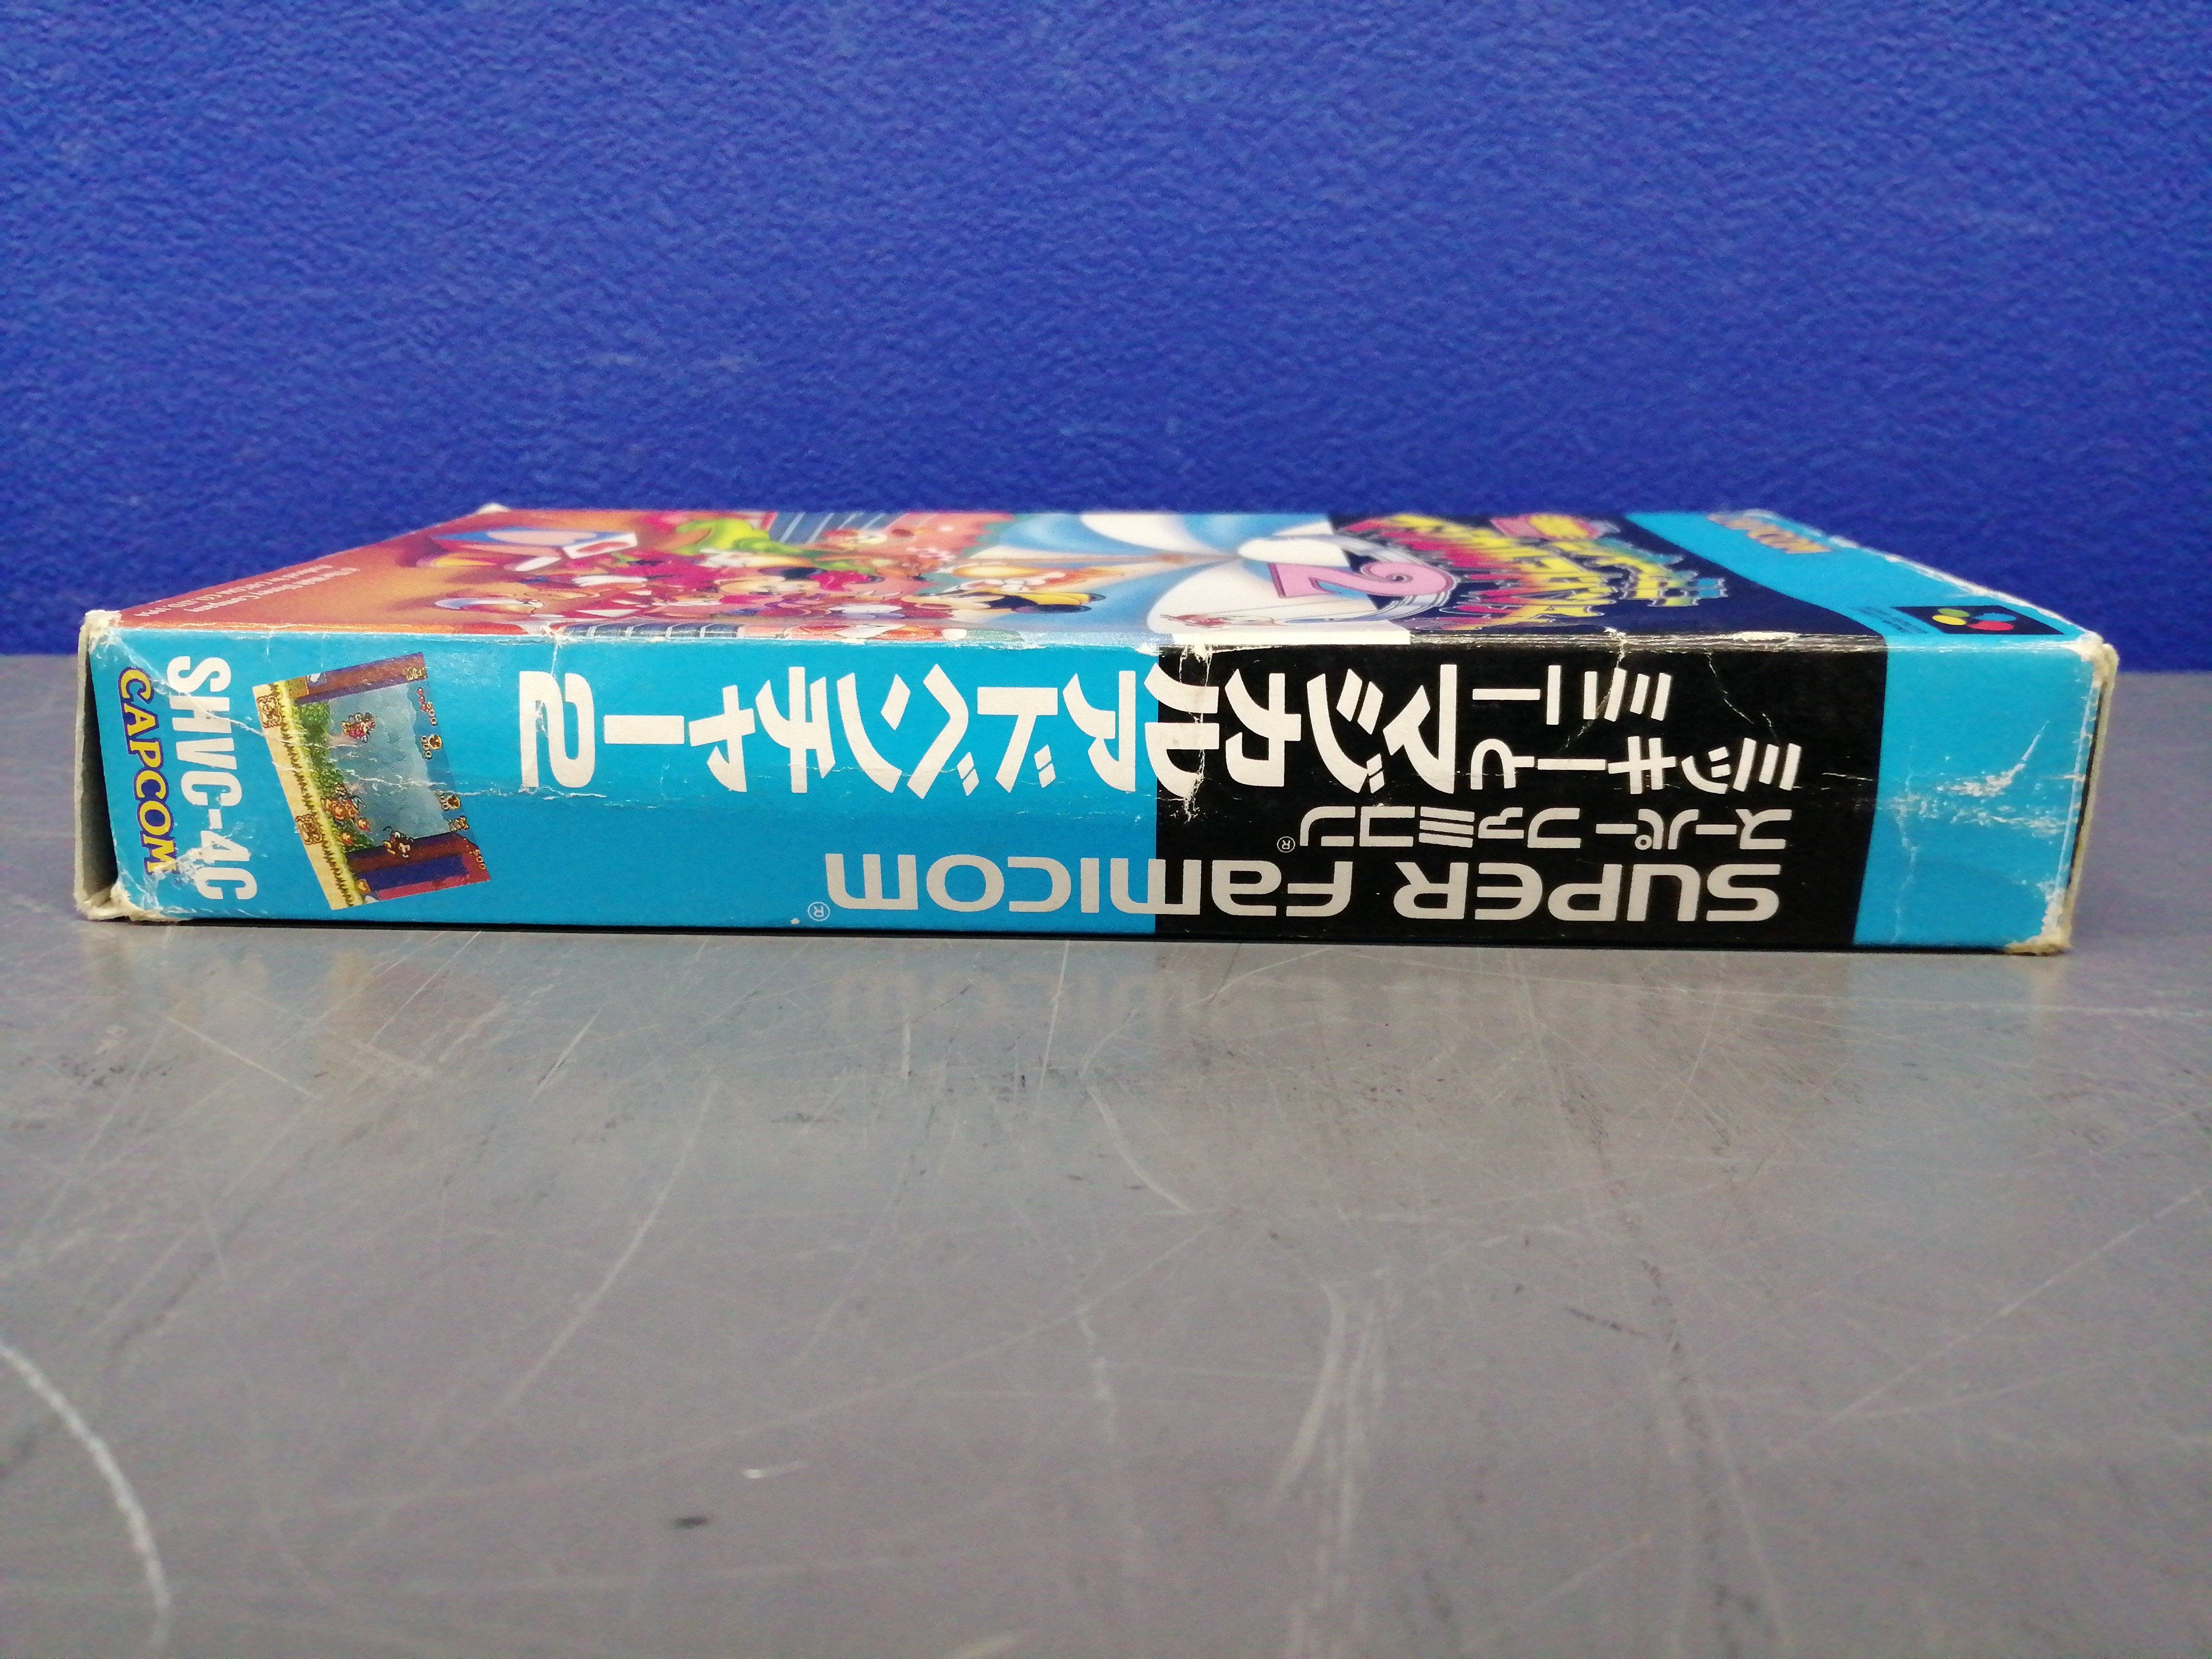 SUPER Famicom®
スーパーファミコン®
ミッキーとミニー
マジカルアドベンチャー2
SHVC-4C
CAPCOM
2